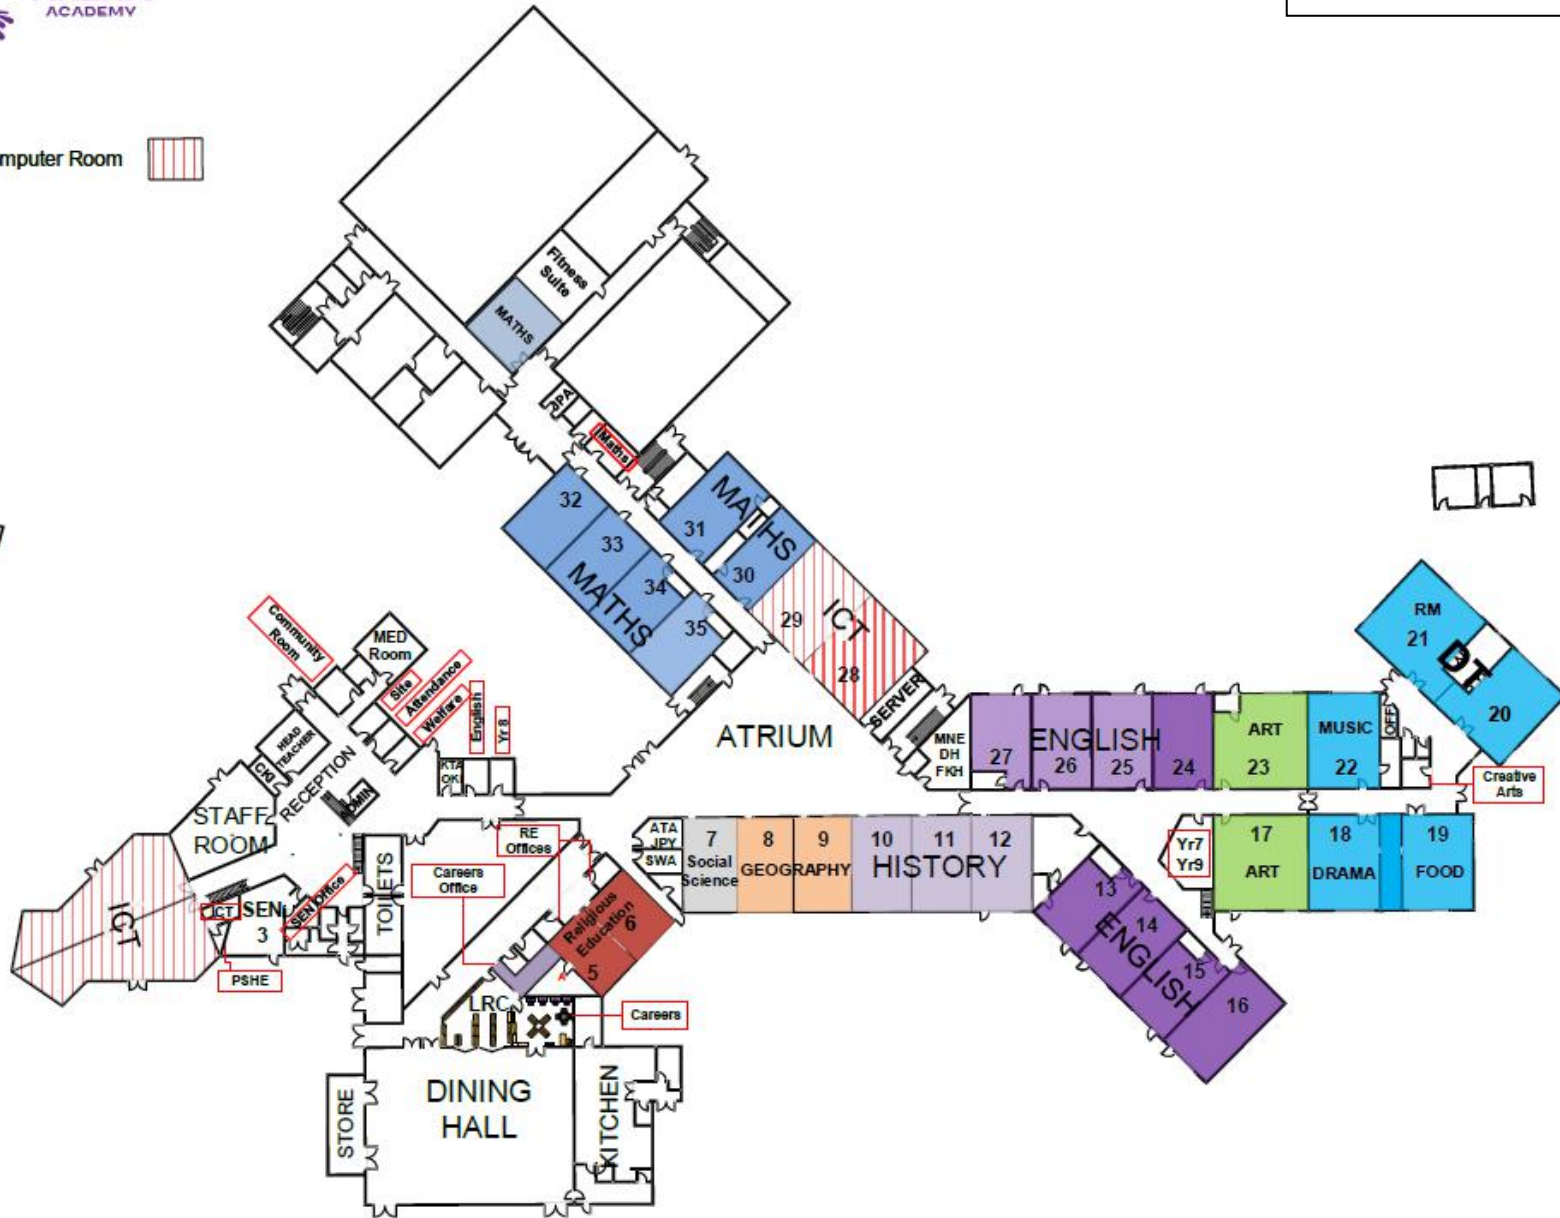 ACADEMY
Computer Room
Fitness
Suite
MATHS
JPA
Maths
32
33
34
35
MATHS
31
30
MATHS
29
28
ICT
SERVER
Community
Room
MED
Room
Site
Attendance
Welfare
English
Yr 8
HEAD
TEACHER
CKI
RECEPTION
ADMIN
KTA
OKI
STAFF
ROOM
ATRIUM
MNE
DH
FKH
27
ENGLISH
26
25
24
ART
23
MUSIC
22
OFF
RM
21
DT
20
Creative
Arts
ICT
ICT
SEN
3
SEN Office
PSHE
TOILETS
RE
Offices
Careers
Office
Religious
Education
6
5
A
LRC
Careers
ATA
JPY
SWA
7
Social
Science
8
9
GEOGRAPHY
10
11
12
HISTORY
13
14
15
16
ENGLISH
Yr7
Yr9
17
ART
18
DRAMA
19
FOOD
DINING
HALL
STORE
KITCHEN